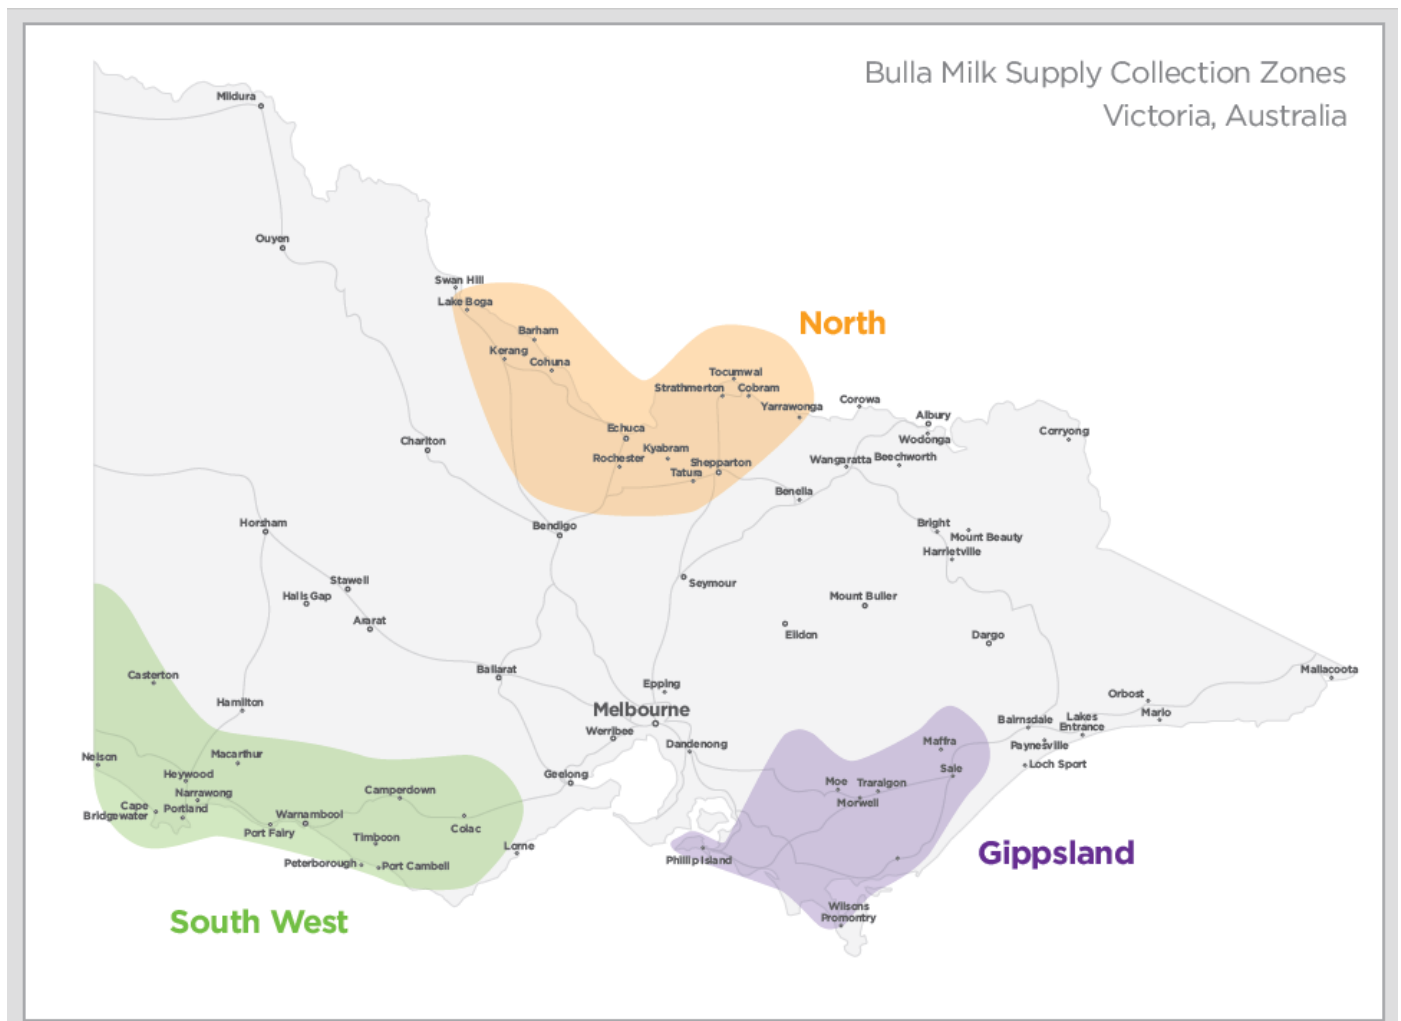 Bulla Milk Supply Collection Zones
Victoria, Australia
Mildura
Ouyen
Swan Hill
Lake Boga
North
Barham
Kerang
Cohuna
Tocumwal
Strathmerton
Cobram
Yarrawonga
Corowa
Albury
Wodonga
Corryong
Echuca
Charlton
Kyabram
Rochester
Shepparton
Tatura
Wangaratta
Beechworth
Benella
Horsham
Bendigo
Bright
Mount Beauty
Harrietville
Stawell
Halls Gap
Seymour
Mount Buller
Ararat
Eildon
Dargo
Casterton
Ballarat
Epping
Mallacoota
Hamilton
Melbourne
Orbost
Marlo
Werribee
Bairnsdale
Lakes
Entrance
Dandenong
Maffra
Paynesville
Nelson
Macarthur
Loch Sport
Sale
Heywood
Geelong
Moe
Traralgon
Narrawong
Camperdown
Morwell
Cape
Bridgewater
Portland
Warnambool
Port Fairy
Colac
Timboon
Lorne
Peterborough
Port Cambell
Phillip Island
Gippsland
Wilsons
Promontry
South West